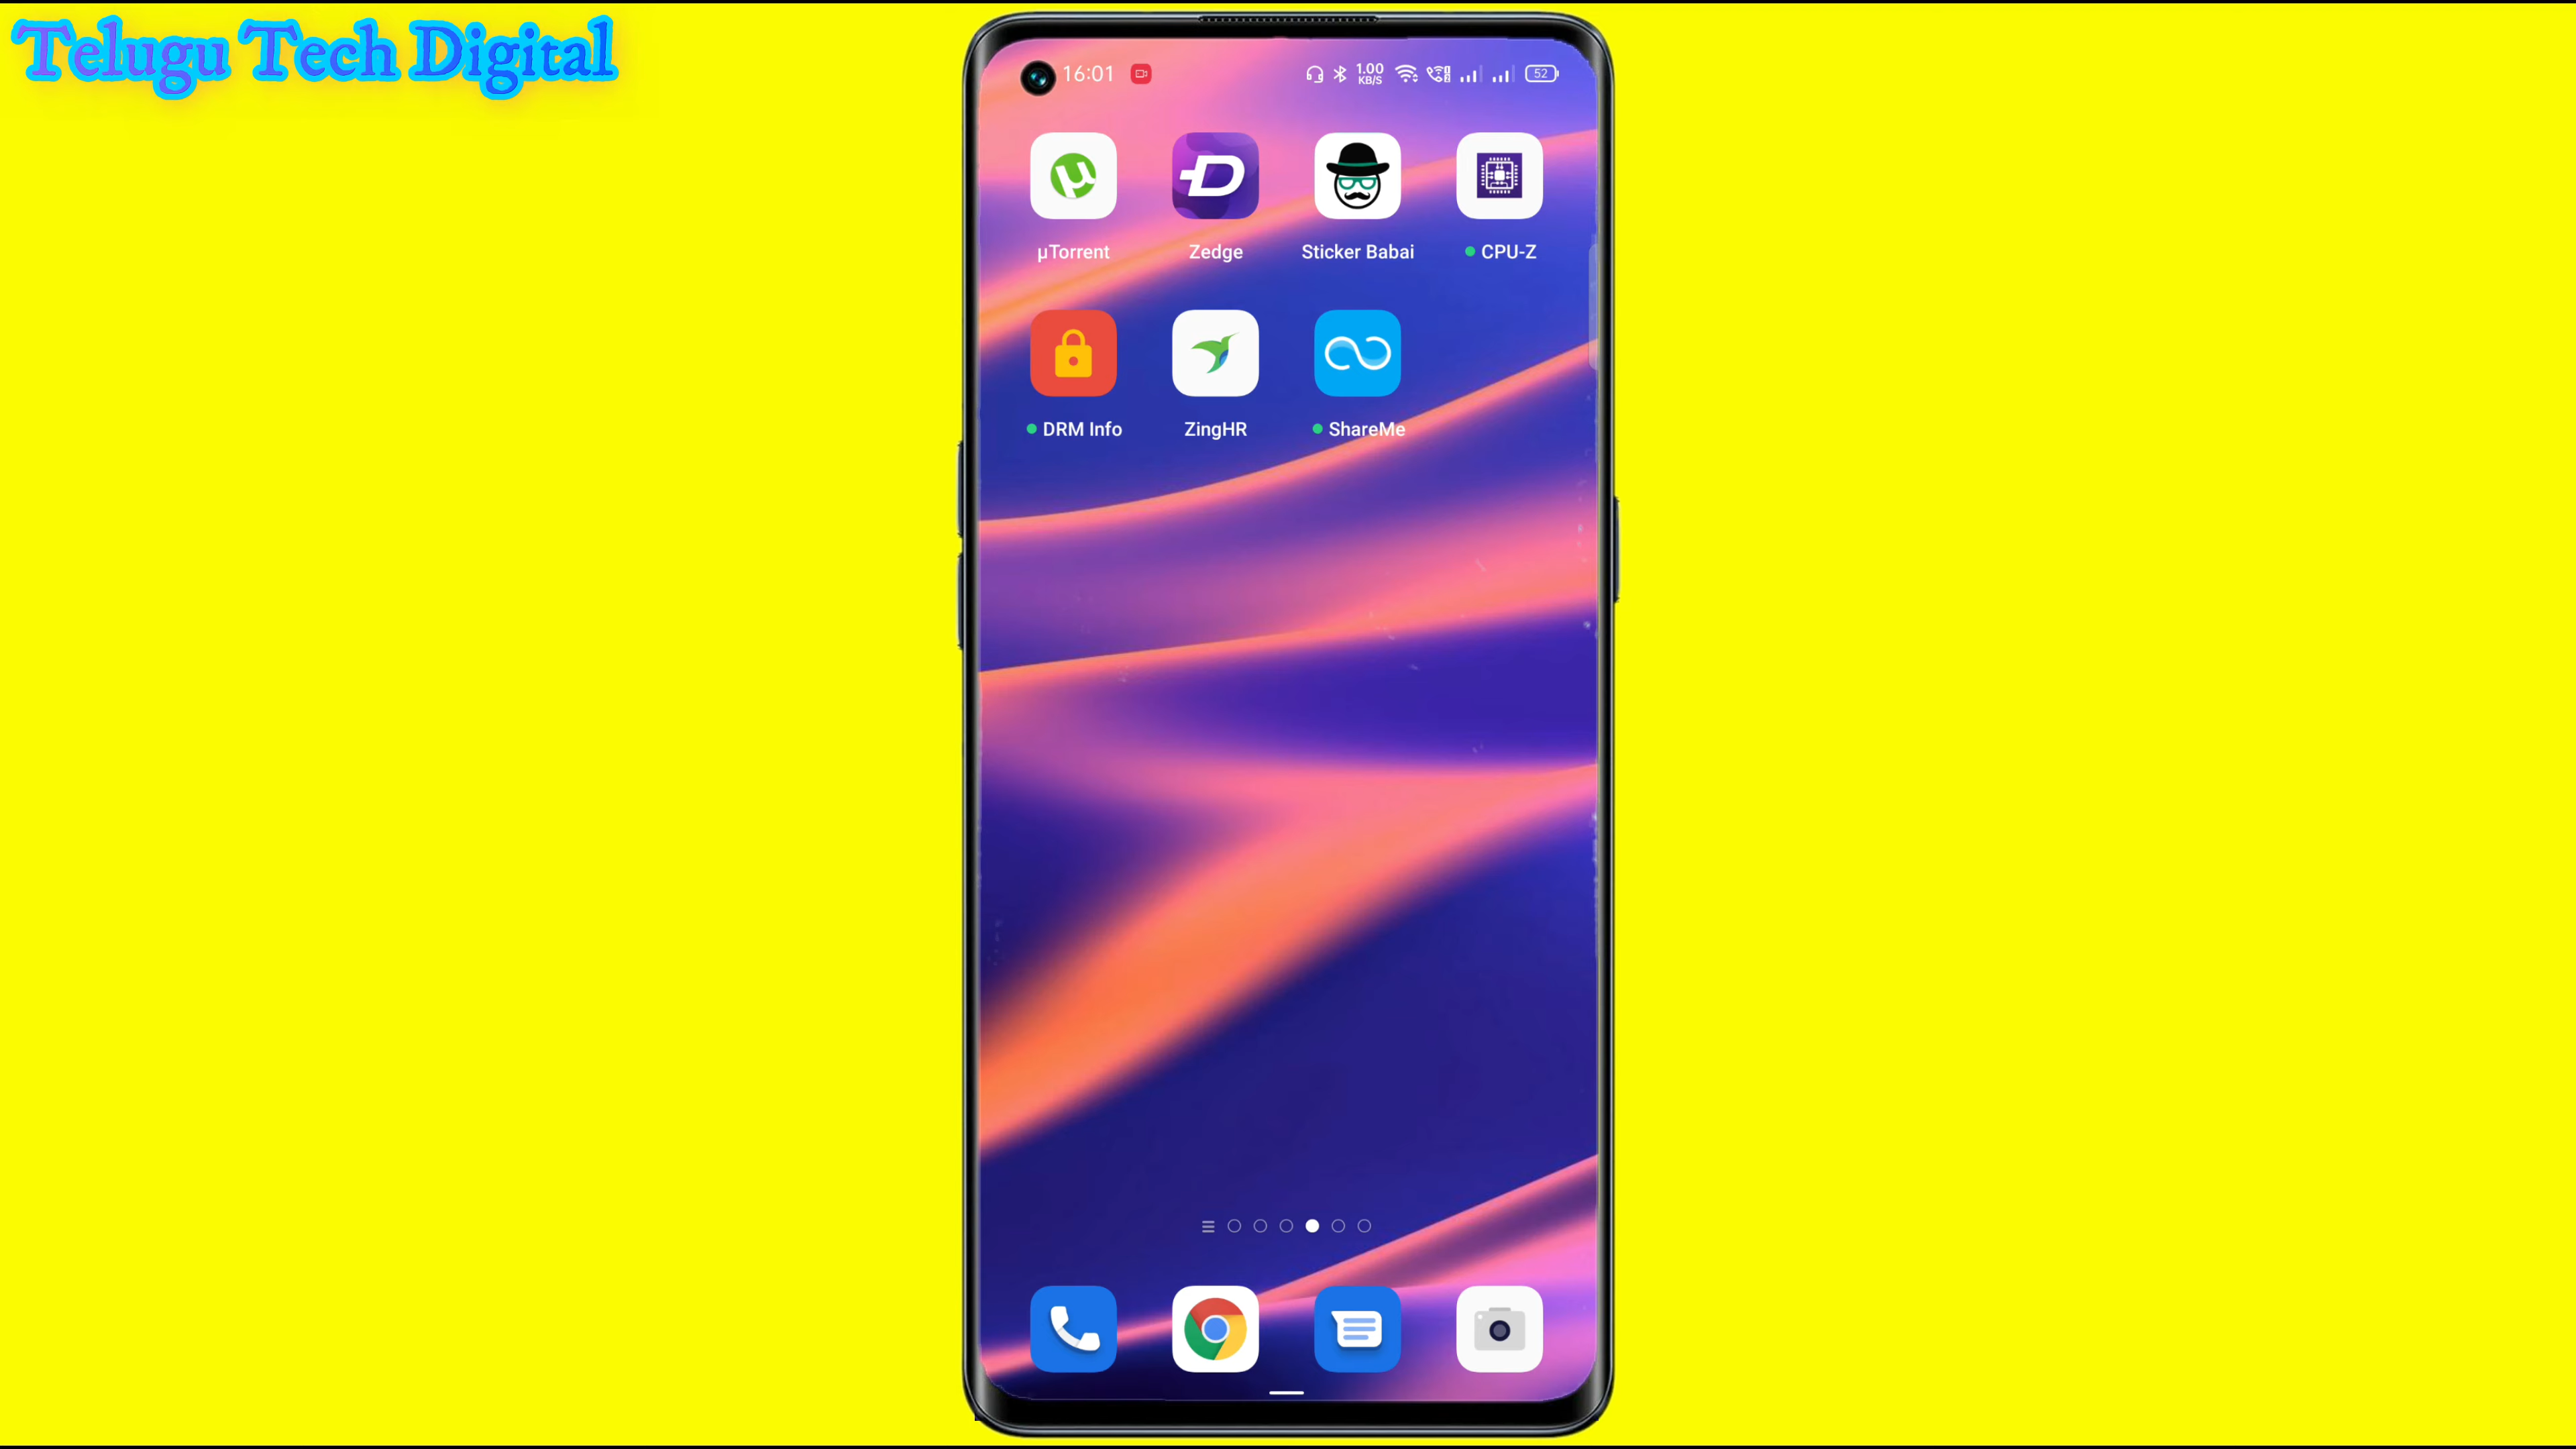 Telugu Tech Digital
16:01
1.00
KB/S
52
µTorrent
Zedge
Sticker Babai
CPU-Z
DRM Info
ZingHR
ShareMe